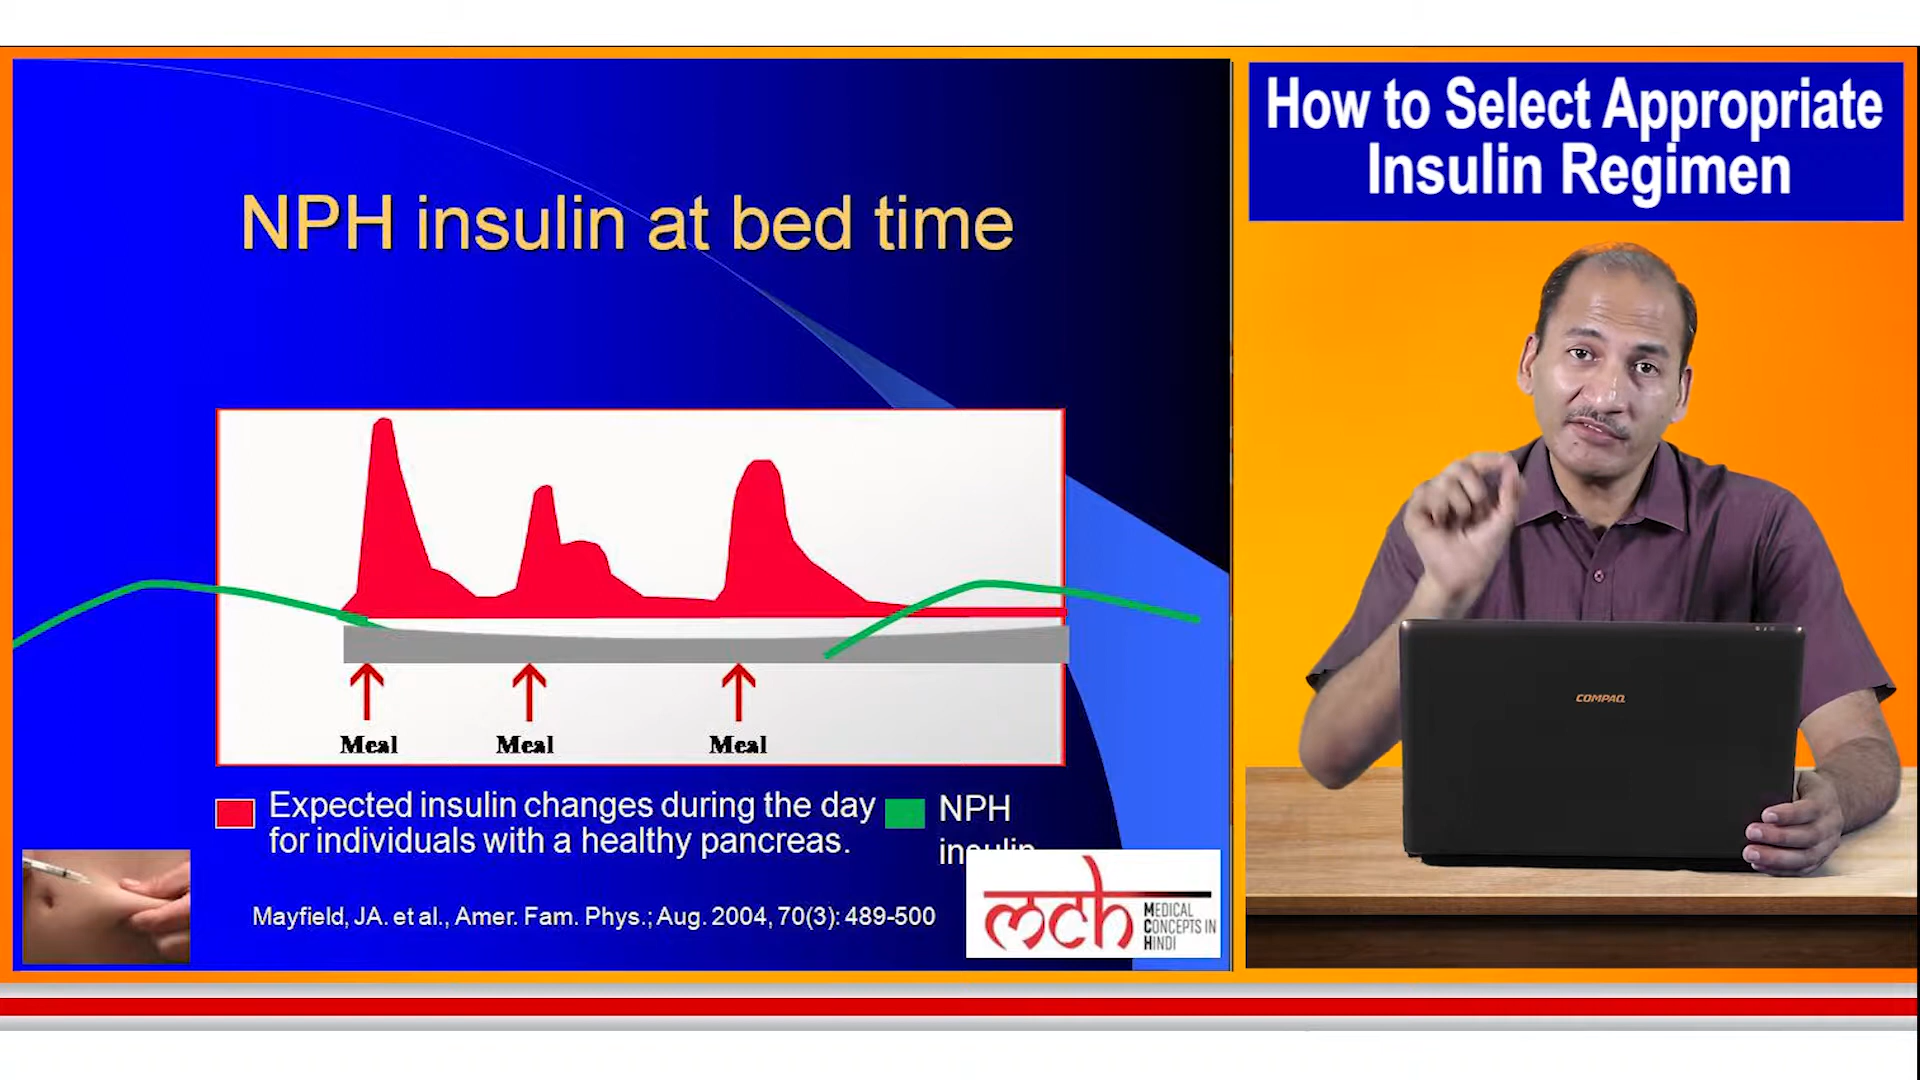 How to Select Appropriate
Insulin Regimen
NPH insulin at bed time
Meal
Meal
Meal
Expected insulin changes during the day
for individuals with a healthy pancreas.
NPH
insulin
Mayfield, JA. et al., Amer. Fam. Phys.; Aug. 2004, 70(3): 489-500
mch
MEDICAL
CONCEPTS IN
HINDI
COMPAQ